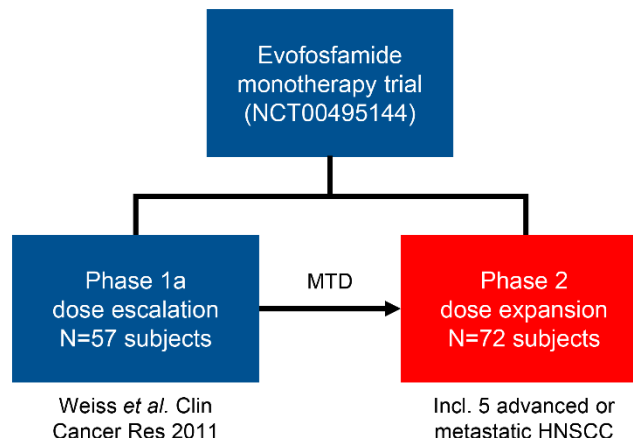 Evofosfamide
monotherapy trial
(NCT00495144)
Phase 1a
dose escalation
N=57 subjects
MTD
Phase 2
dose expansion
N=72 subjects
Weiss et al. Clin
Cancer Res 2011
Incl. 5 advanced or
metastatic HNSCC